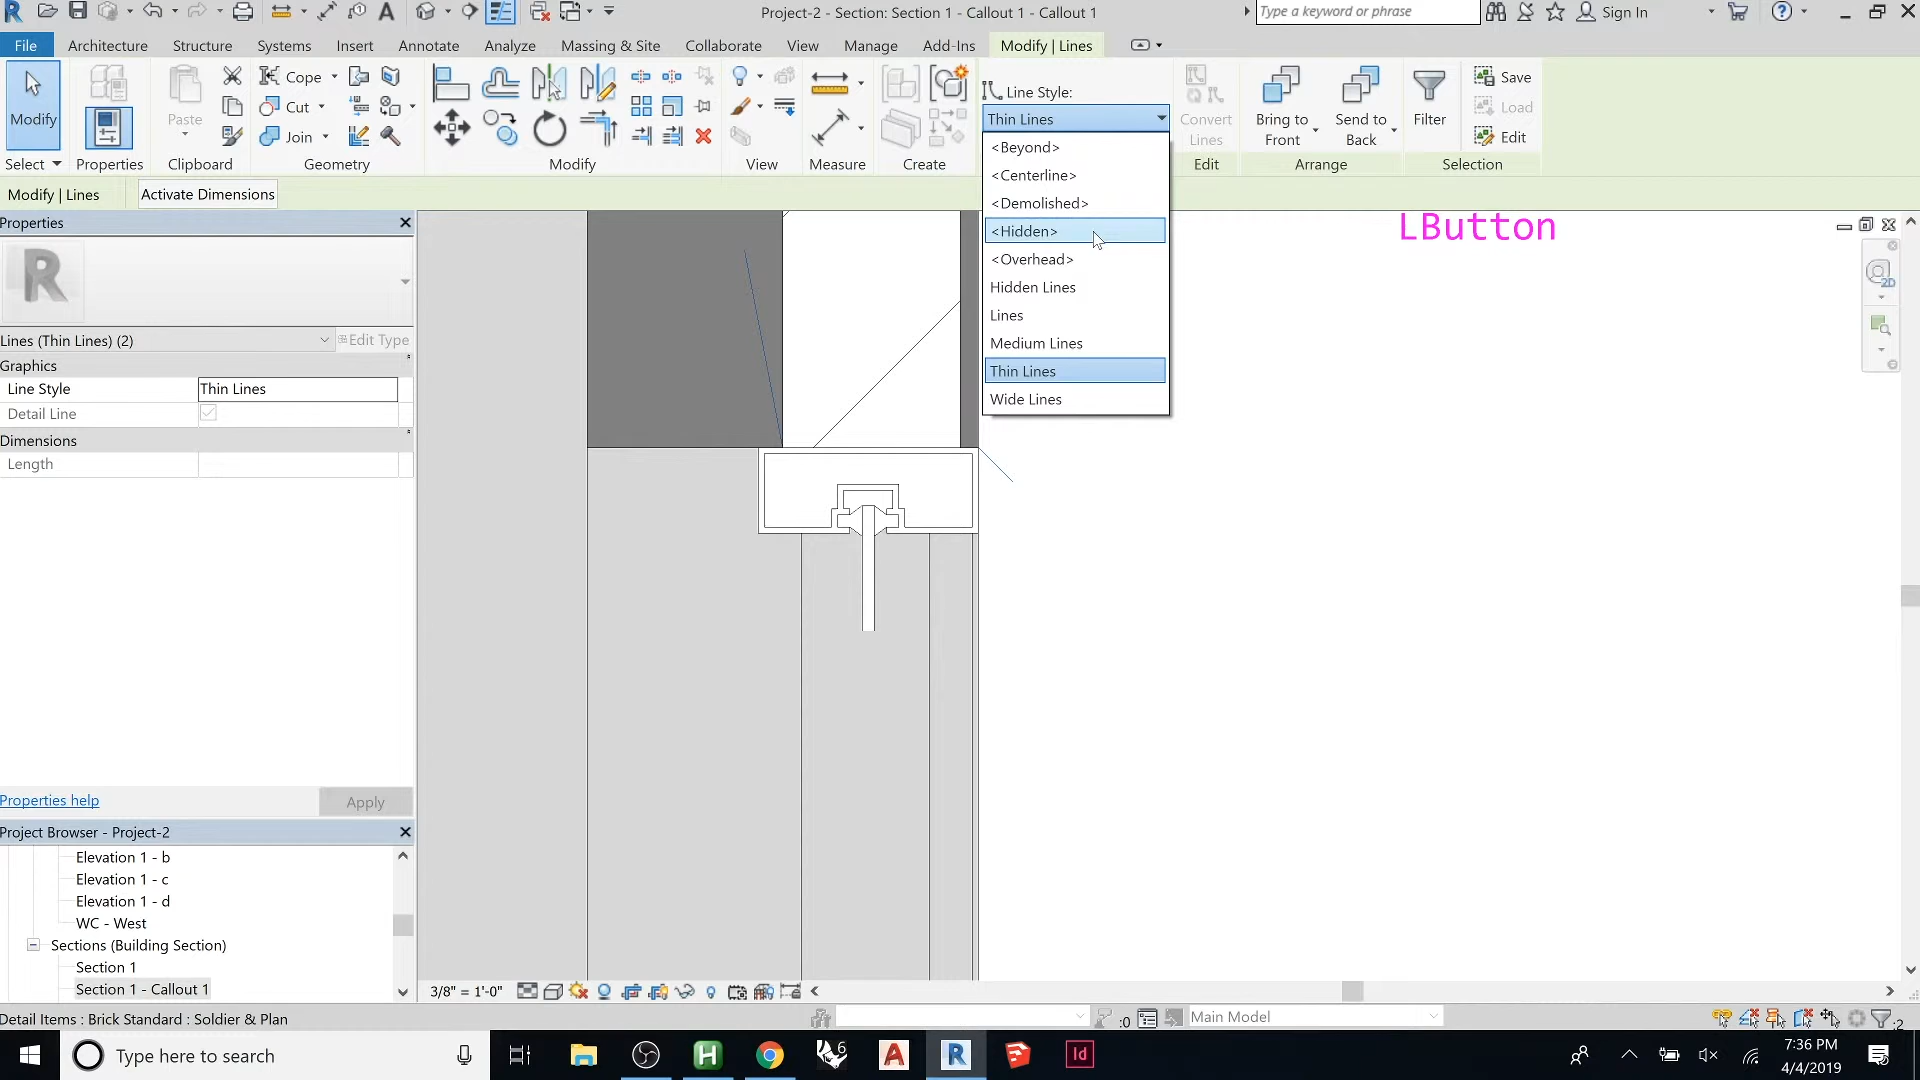 Project-2 - Section: Section 1 - Callout 1 - Callout 1
Type a keyword or phrase
Sign In
File
Architecture
Structure
Systems
Insert
Annotate
Analyze
Massing & Site
Collaborate
View
Manage
Add-Ins
Modify | Lines
Modify
Paste
Cope
Cut
Join
Line Style:
Thin Lines
Convert
Lines
Bring to
Front
Send to
Back
Filter
Save
Load
Edit
Select
Properties
Clipboard
Geometry
Modify
View
Measure
Create
Edit
Arrange
Selection
<Beyond>
<Centerline>
<Demolished>
<Hidden>
<Overhead>
Hidden Lines
Lines
Medium Lines
Thin Lines
Wide Lines
Modify | Lines
Activate Dimensions
LButton
Properties
R
Lines (Thin Lines) (2)
Edit Type
Graphics
Line Style
Thin Lines
Detail Line
Dimensions
Length
2D
Properties help
Apply
Project Browser - Project-2
Elevation 1 - b
Elevation 1 - c
Elevation 1 - d
WC - West
Sections (Building Section)
Section 1
Section 1 - Callout 1
3/8" = 1'-0"
Detail Items : Brick Standard : Soldier & Plan
:0
Main Model
:2
Type here to search
6
A
R
Id
H
7:36 PM
4/4/2019